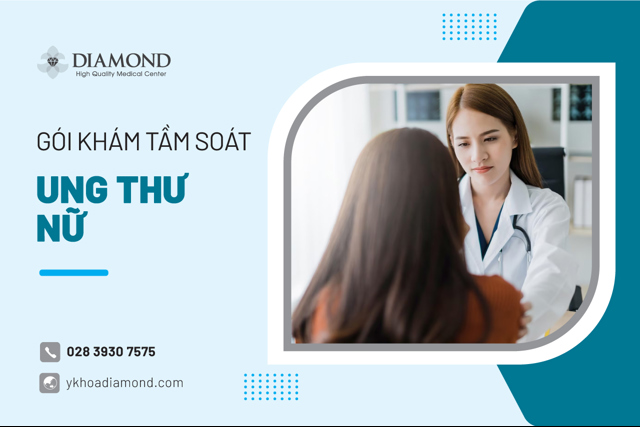 DIAMOND
High Quality Medical Center
GÓI KHÁM TẦM SOÁT
UNG THƯ
NỮ
028 3930 7575
ykhoadiamond.com